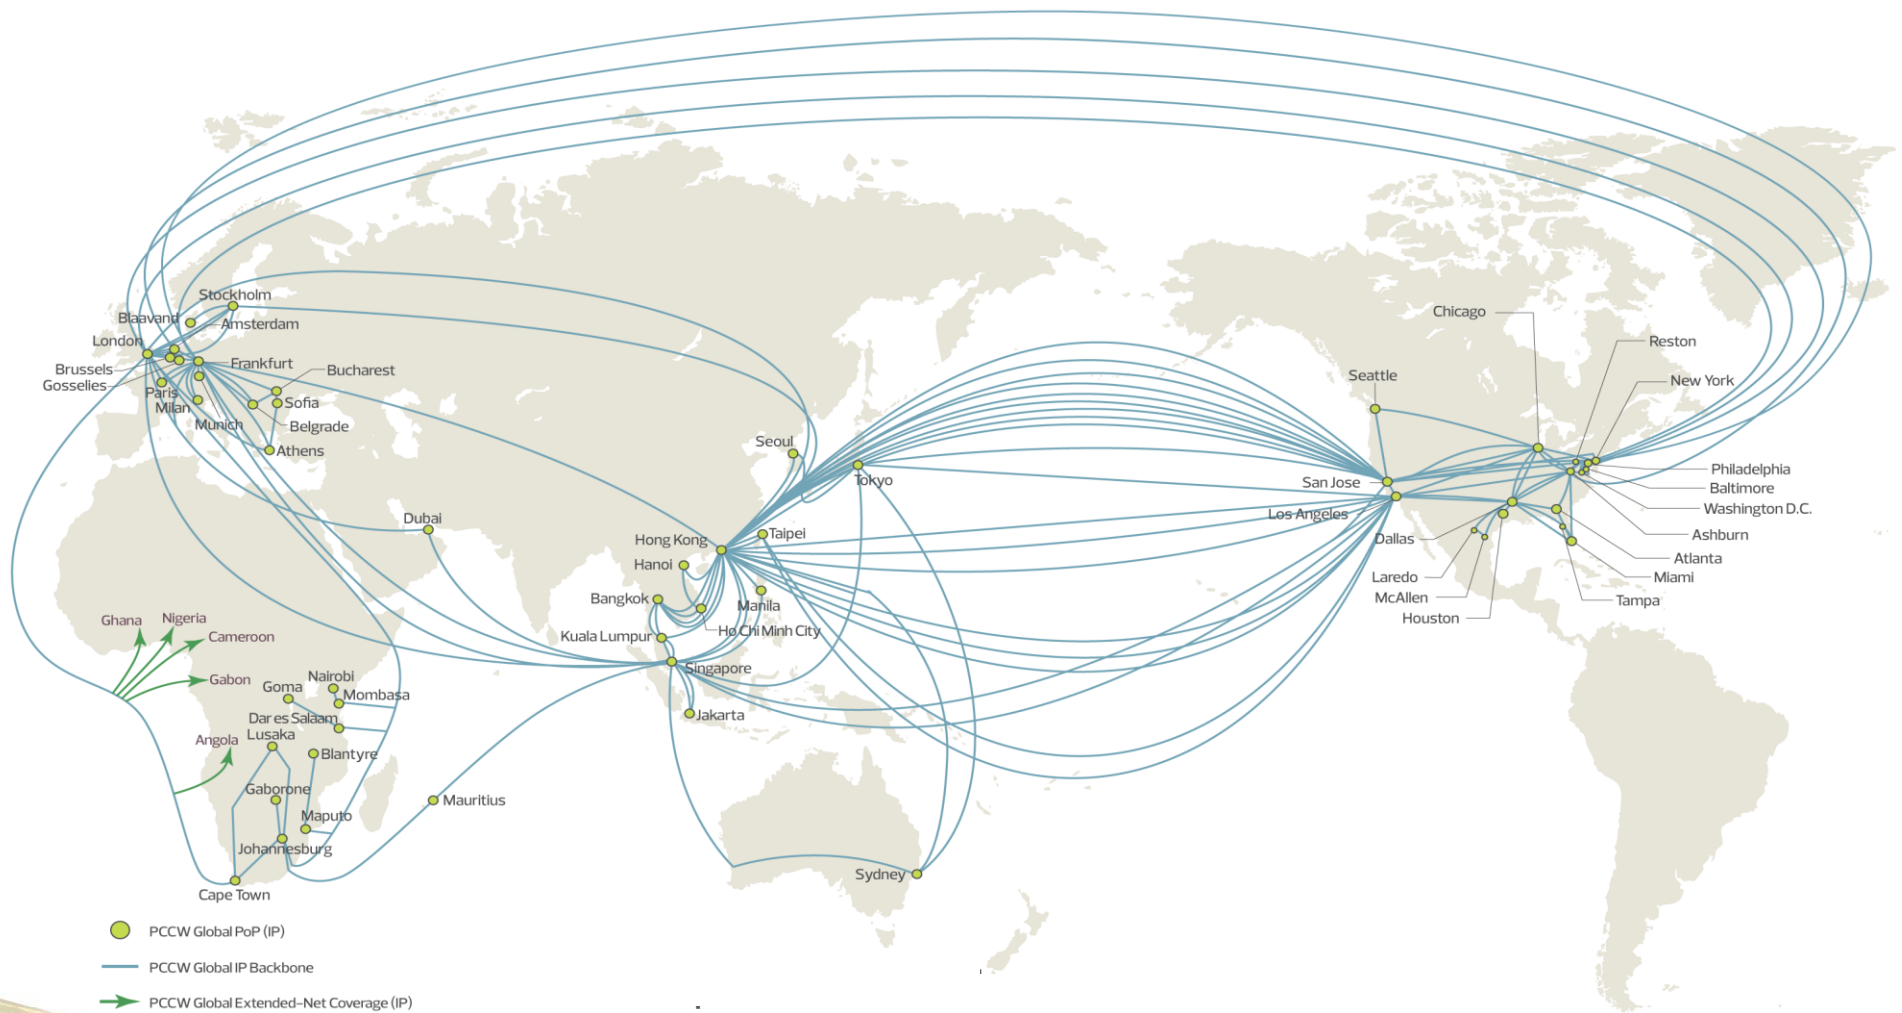 Stockholm
Blaavand
Amsterdam
London
Brussels
Frankfurt
Gosselies
Bucharest
Paris
Sofia
Milan
Munich
Belgrade
Athens
Chicago
Reston
Seattle
New York
Seoul
Tokyo
San Jose
Philadelphia
Baltimore
Los Angeles
Washington D.C.
Dubai
Hong Kong
Taipei
Dallas
Ashburn
Hanoi
Atlanta
Laredo
Miami
Bangkok
Manila
McAllen
Tampa
Houston
Ghana
Nigeria
Cameroon
Kuala Lumpur
Ho Chi Minh City
Singapore
Gabon
Nairobi
Goma
Mombasa
Jakarta
Dar es Salaam
Lusaka
Angola
Blantyre
Gaborone
Mauritius
Maputo
Johannesburg
Sydney
Cape Town
PCCW Global PoP (IP)
PCCW Global IP Backbone
PCCW Global Extended-Net Coverage (IP)